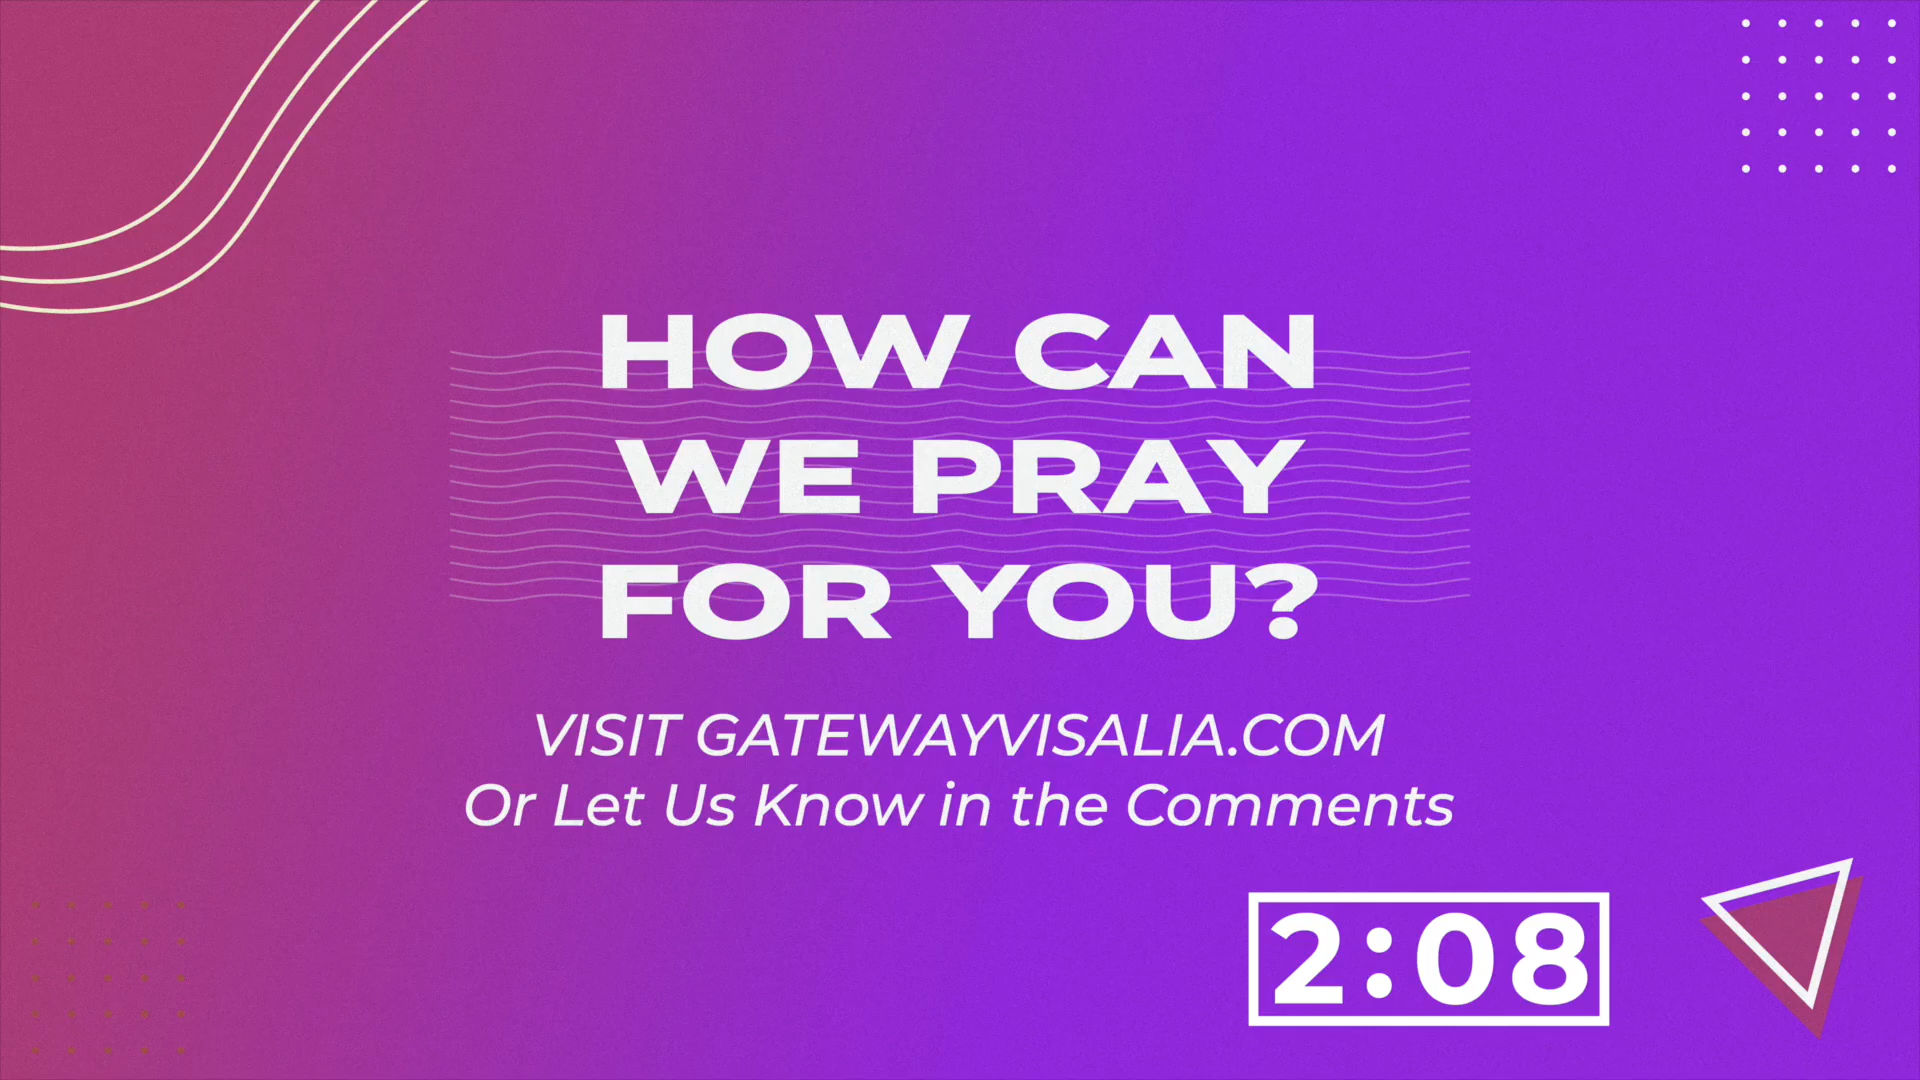 HOW CAN
WE PRAY
FOR YOU?
VISIT GATEWAYVISALIA.COM
Or Let Us Know in the Comments
2:08